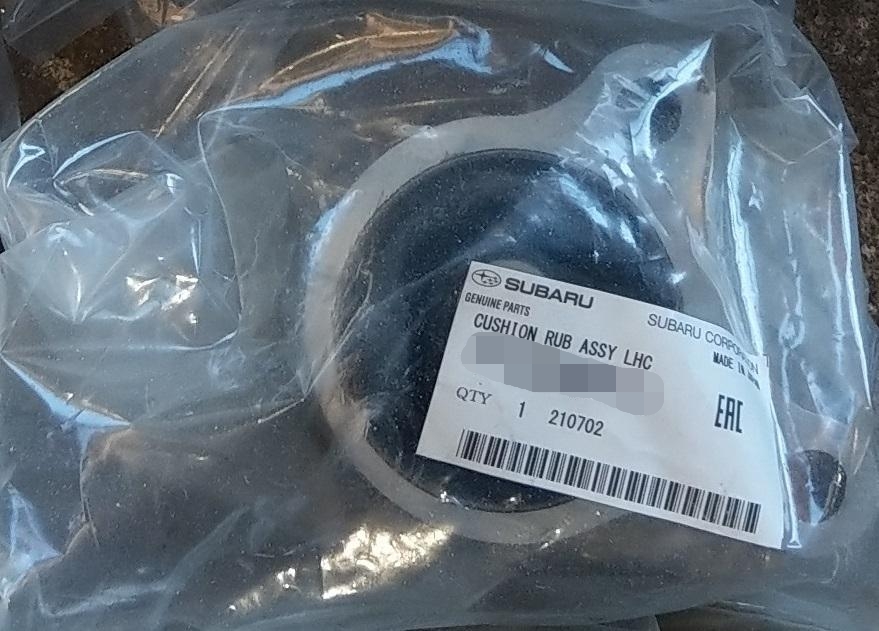 SUBARU
GENUINE PARTS
SUBARU CORPORATION
CUSHION RUB ASSY LHC
MADE IN
QTY 1 210702
EAC